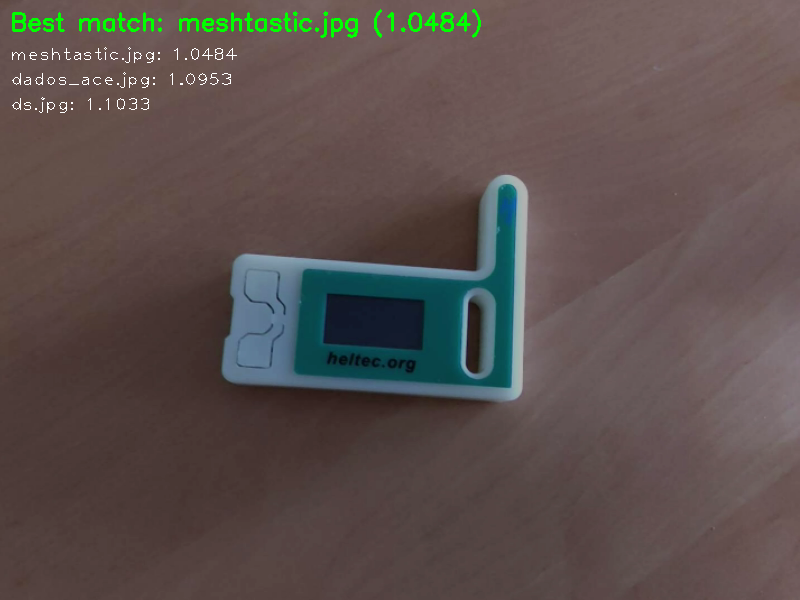 Best match: meshtastic.jpg (1.0484)
meshtastic.jpg: 1.0484
dados_ace.jpg: 1.0953
ds.jpg: 1.1033
heltec.org